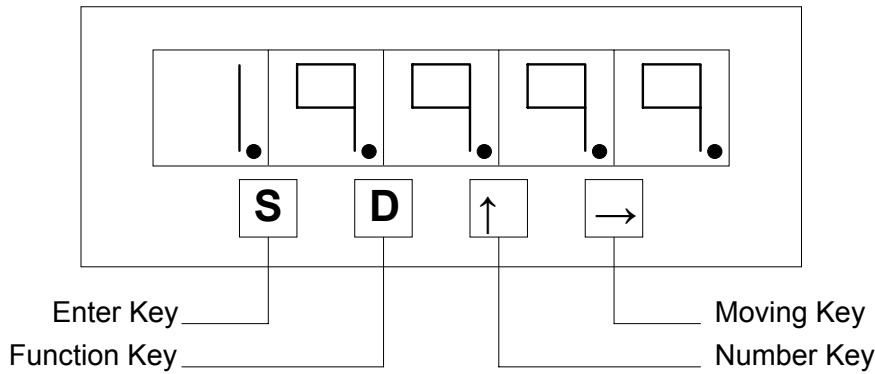 1.9.9.9.9.
S D ↑ →
Enter Key Moving Key
Function Key Number Key